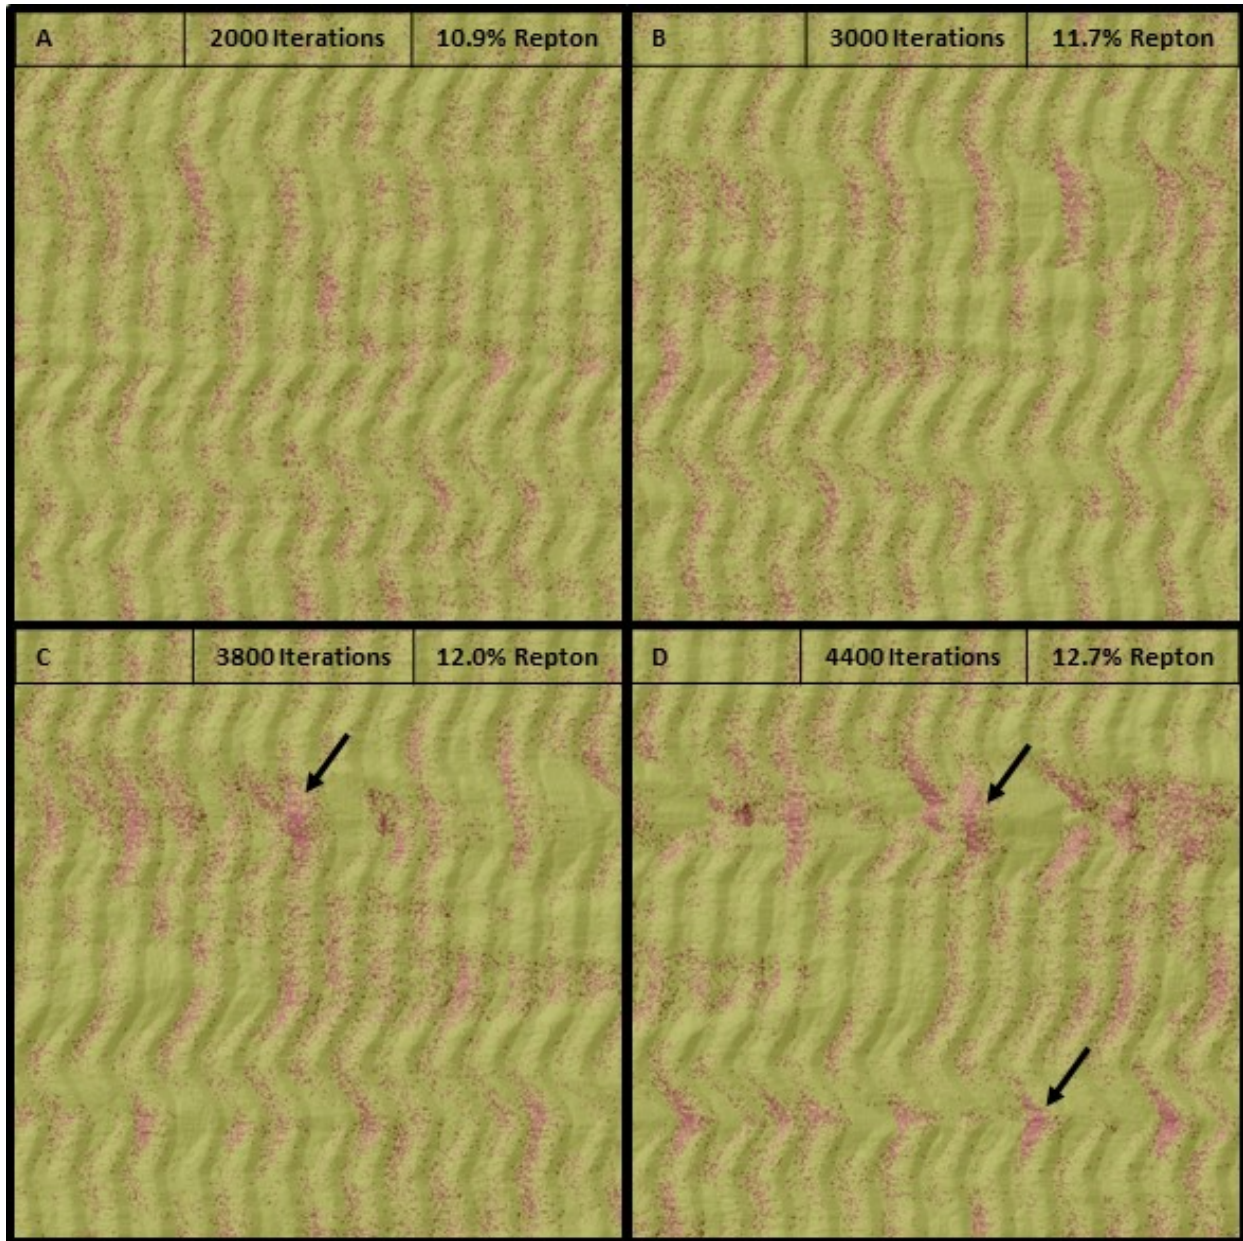 A 2000 Iterations 10.9% Repton
B 3000 Iterations 11.7% Repton
C 3800 Iterations 12.0% Repton
D 4400 Iterations 12.7% Repton